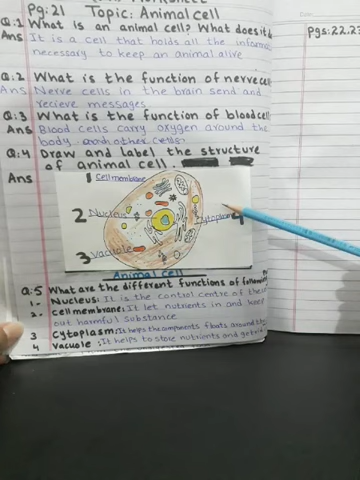 Pg:21 Topic: Animal cell
Q:1 What is an animal cell? What does it do
Ans It is a cell that holds all the
necessary to keep an animal alive
Q:2 What is the function of nerve cell
Ans Nerve cells in the brain send and
recieve messages
Q:3 What is the function of blood cell
Ans Blood cells carry oxygen around the
body
Q:4 Draw and label the structure
of animal cell.
Ans
1 Cell membrane
2 Nucleus
Cytoplasm 4
3 Vacuole
Animal cell
Q:5 What are the different functions of
1- Nucleus: It is the control centre of the
2- Cell membrane: It let nutrients in and keep
out harmful substance
3 Cytoplasm: It helps the components floats around the
4 Vacuole: It helps to store nutrients and
Pgs: 22,23